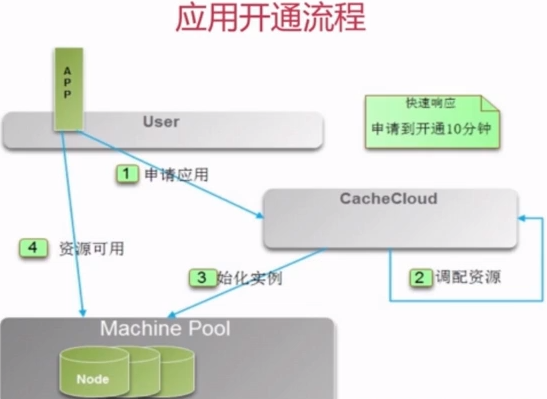 应用开通流程
APP
User
快速响应
申请到开通10分钟
1 申请应用
CacheCloud
4 资源可用
3 始化实例
2 调配资源
Machine Pool
Node